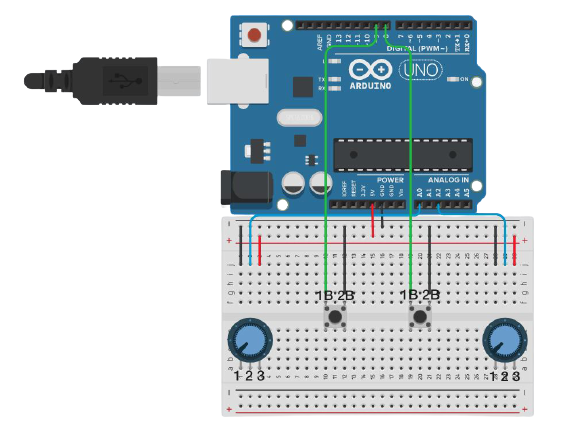 AREF
GND
13
12
~11
~10
~9
8
7
~6
~5
4
~3
2
TX→1
RX←0
DIGITAL (PWM~)
L
TX
RX
ARDUINO
UNO
ON
POWER
ANALOG IN
IOREF
RESET
3.3V
5V
GND
GND
Vin
A0
A1
A2
A3
A4
A5
1B 2B
1B 2B
1 2 3
1 2 3